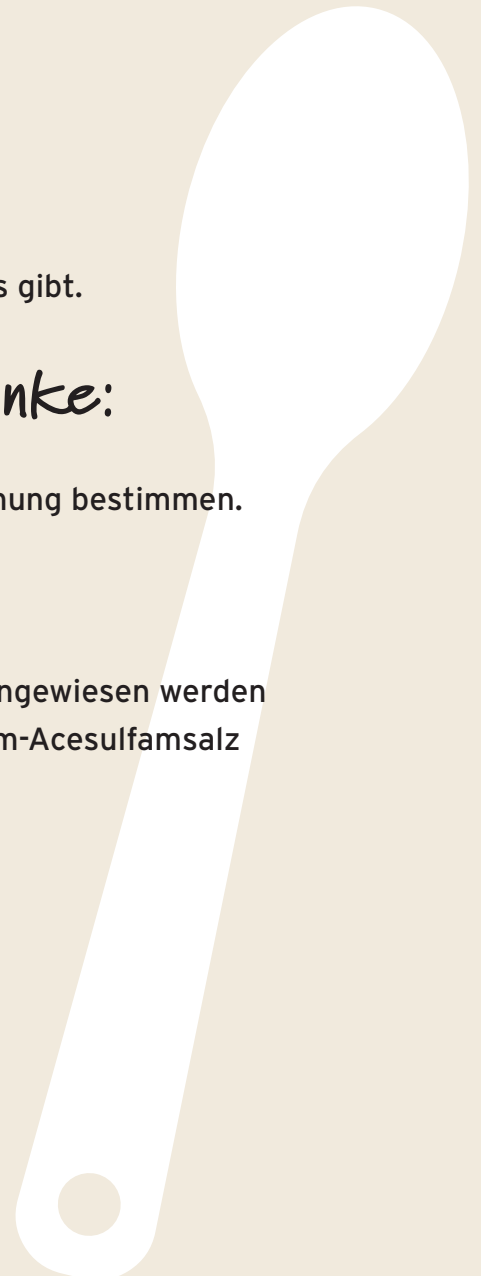 s gibt.
nke:
nung bestimmen.
ngewiesen werden
m-Acesulfamsalz